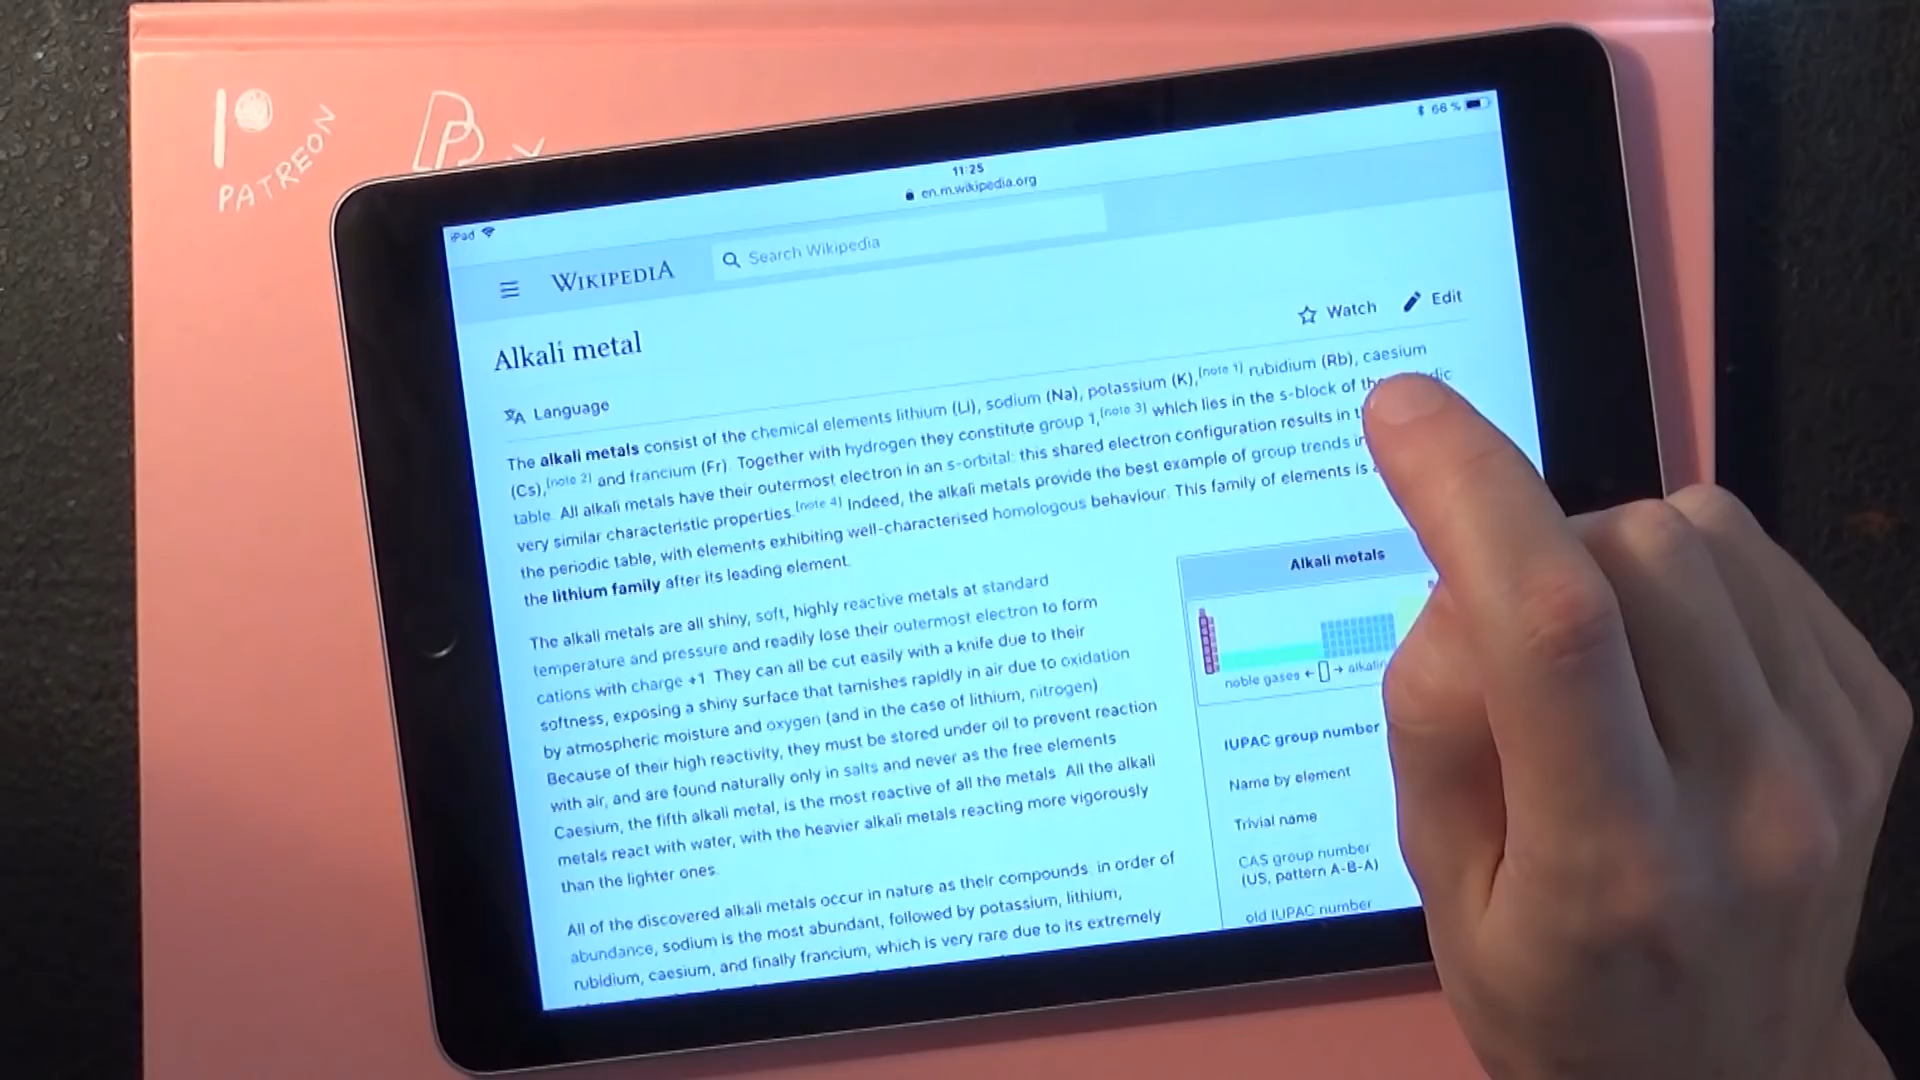 PATREON
iPad
11:25
66 %
en.m.wikipedia.org
WIKIPEDIA
Search Wikipedia
Alkali metal
Watch
Edit
Language
The alkali metals consist of the chemical elements lithium (Li), sodium (Na), potassium (K),[note 1] rubidium (Rb), caesium
(Cs),[note 2] and francium (Fr). Together with hydrogen they constitute group 1,[note 3] which lies in the s-block of the
table. All alkali metals have their outermost electron in an s-orbital: this shared electron configuration results in
very similar characteristic properties.[note 4] Indeed, the alkali metals provide the best example of group trends in
the periodic table, with elements exhibiting well-characterised homologous behaviour. This family of elements is
the lithium family after its leading element.
The alkali metals are all shiny, soft, highly reactive metals at standard
temperature and pressure and readily lose their outermost electron to form
cations with charge +1. They can all be cut easily with a knife due to their
softness, exposing a shiny surface that tarnishes rapidly in air due to oxidation
by atmospheric moisture and oxygen (and in the case of lithium, nitrogen)
Because of their high reactivity, they must be stored under oil to prevent reaction
with air, and are found naturally only in salts and never as the free elements
Caesium, the fifth alkali metal, is the most reactive of all the metals. All the alkali
metals react with water, with the heavier alkali metals reacting more vigorously
than the lighter ones.
All of the discovered alkali metals occur in nature as their compounds: in order of
abundance, sodium is the most abundant, followed by potassium, lithium,
rubidium, caesium, and finally francium, which is very rare due to its extremely
Alkali metals
noble gases ← → alkalin
IUPAC group number
Name by element
Trivial name
CAS group number
(US, pattern A-B-A)
old IUPAC number